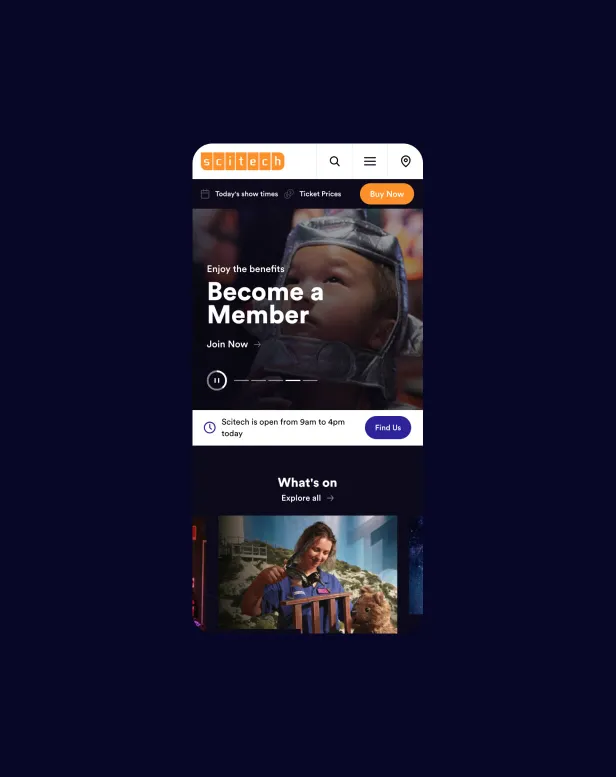 scitech
Today's show times
Ticket Prices
Buy Now
Enjoy the benefits
Become a
Member
Join Now
Scitech is open from 9am to 4pm
today
Find Us
What's on
Explore all